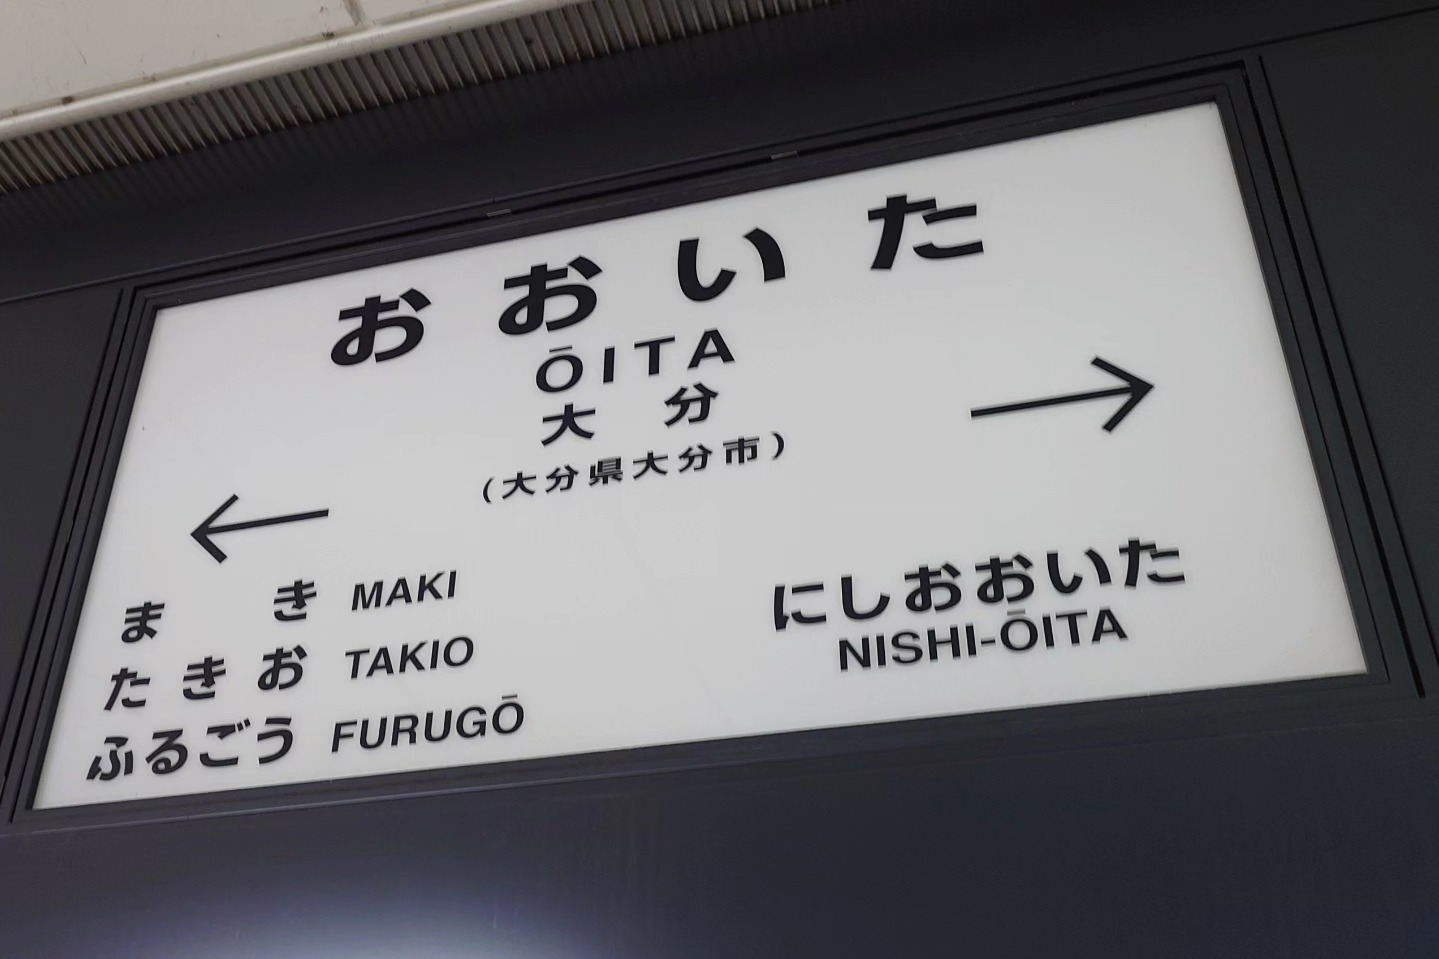 おおいた
ŌITA
大分
(大分県大分市)
→
←
まき MAKI
たきお TAKIO
ふるごう FURUGŌ
にしおおいた
NISHI-ŌITA